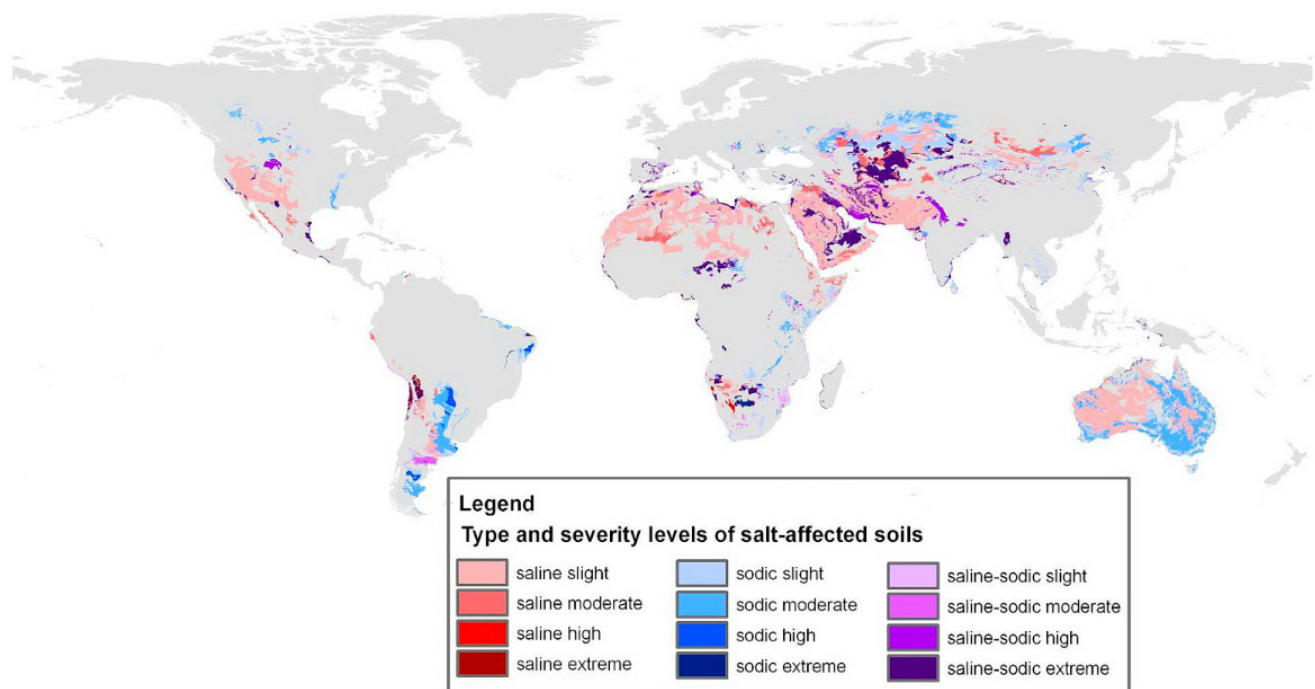 Legend
Type and severity levels of salt-affected soils
saline slight
saline moderate
saline high
saline extreme
sodic slight
sodic moderate
sodic high
sodic extreme
saline-sodic slight
saline-sodic moderate
saline-sodic high
saline-sodic extreme